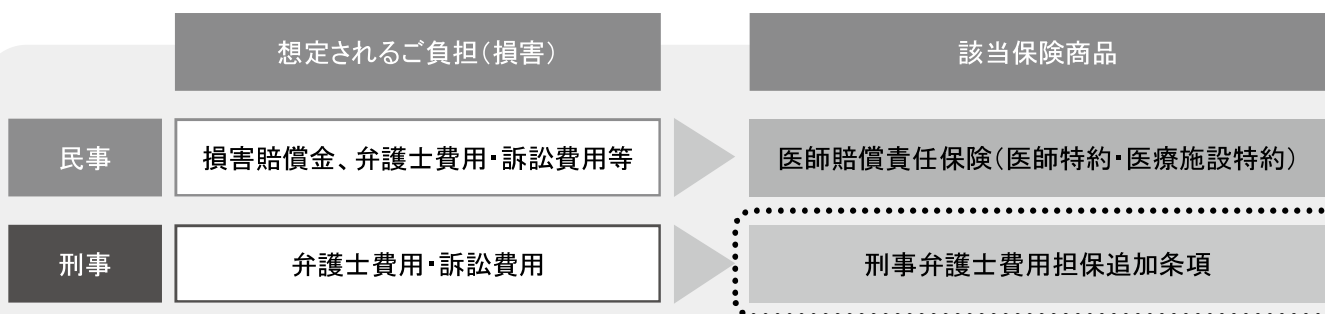 想定されるご負担（損害）
該当保険商品
民事
損害賠償金、弁護士費用・訴訟費用等
医師賠償責任保険（医師特約・医療施設特約）
刑事
弁護士費用・訴訟費用
刑事弁護士費用担保追加条項